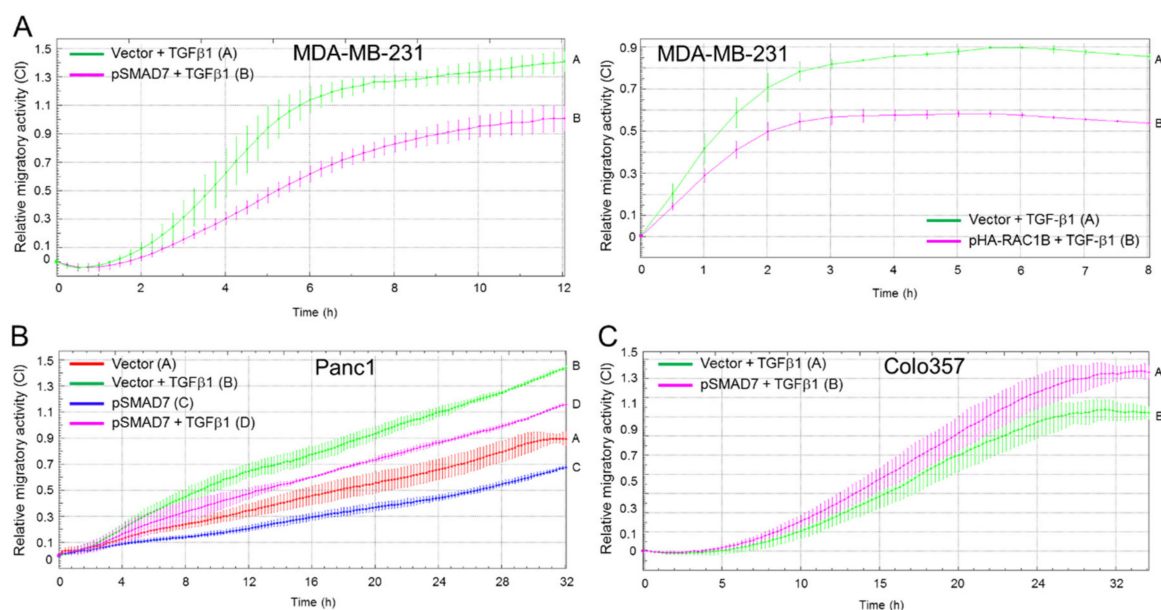 A
MDA-MB-231
Vector + TGFβ1 (A)
pSMAD7 + TGFβ1 (B)
Relative migratory activity (CI)
1.5
1.3
1.1
0.9
0.7
0.5
0.3
0.1
0
0 2 4 6 8 10 12
Time (h)
A
B
MDA-MB-231
Relative migratory activity (CI)
0.9
0.7
0.5
0.3
0.1
0
Vector + TGF-β1 (A)
pHA-RAC1B + TGF-β1 (B)
0 1 2 3 4 5 6 7 8
Time (h)
A
B
B
Panc1
Vector (A)
Vector + TGFβ1 (B)
pSMAD7 (C)
pSMAD7 + TGFβ1 (D)
Relative migratory activity (CI)
1.5
1.3
1.1
0.9
0.7
0.5
0.3
0.1
0
0 4 8 12 16 20 24 28 32
Time (h)
B
D
A
C
C
Colo357
Vector + TGFβ1 (A)
pSMAD7 + TGFβ1 (B)
Relative migratory activity (CI)
1.5
1.3
1.1
0.9
0.7
0.5
0.3
0.1
0
0 5 10 15 20 24 28 32
Time (h)
A
B